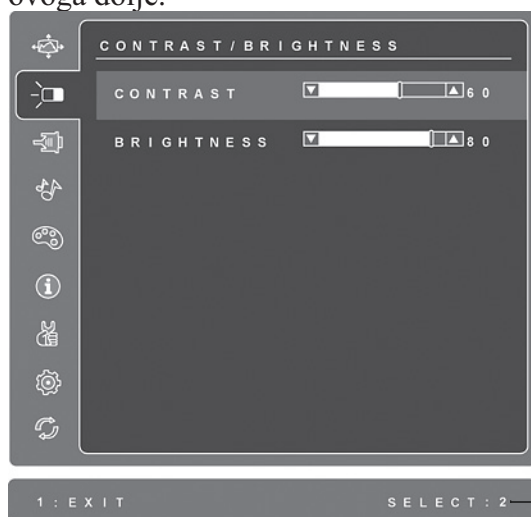 ovoga dolje.
CONTRAST/BRIGHTNESS
CONTRAST 60
BRIGHTNESS 80
1:EXIT SELECT:2